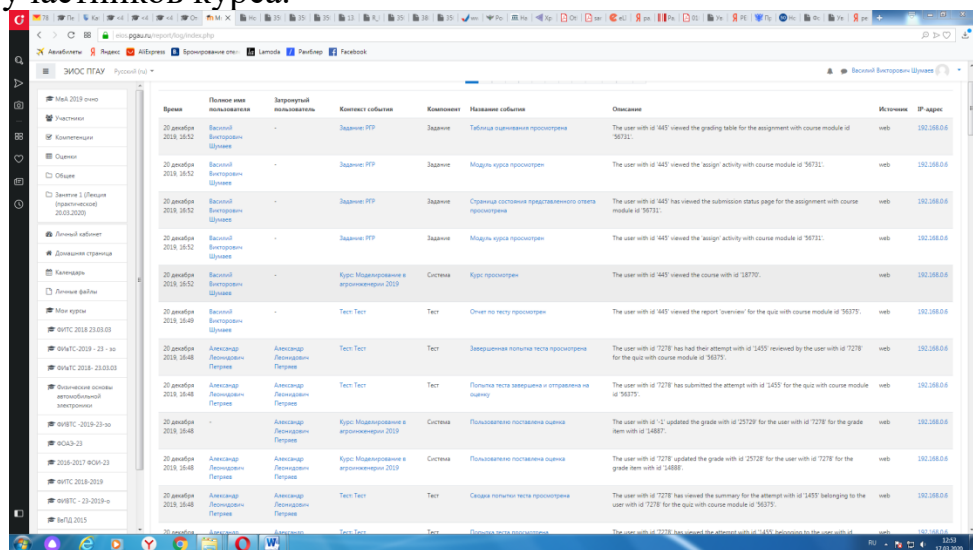 участников курса.
eios.pgau.ru/report/log/index.php
Авиабилеты Яндекс AliExpress Lamoda Рамблер Facebook
ЭИОС ПГАУ Русский (ru)
Василий Викторович Шумаев
МвА 2019 очно
Участники
Компетенции
Оценки
Общее
Занятие 1 (Лекция
(практическое)
20.03.2020)
Личный кабинет
Домашняя страница
Календарь
Личные файлы
Мои курсы
ФИТС 2018-23.03.03
ФИТС-2019 - 23 - зо
ФИТС-2018- 23.03.03
Физические основы
автомобильной
электроники
ФИТС -2019-23-зо
ФОАЭ-23
2016-2017 ФОИ-23
ФИТС 2018-2019
ФИТС - 23-2019-о
ВеПД 2015
Время Полное имя пользователя Затронутый пользователь Контекст события Компонент Название события Описание Источник IP-адрес
20 декабря 2019, 16:52 Василий Викторович Шумаев - Задание: РГР Задание Таблица оценивания просмотрена The user with id '445' viewed the grading table for the assignment with course module id '56731'. web 192.168.0.6
20 декабря 2019, 16:52 Василий Викторович Шумаев - Задание: РГР Задание Модуль курса просмотрен The user with id '445' viewed the 'assign' activity with course module id '56731'. web 192.168.0.6
20 декабря 2019, 16:52 Василий Викторович Шумаев - Задание: РГР Задание Страница состояния представленного ответа просмотрена The user with id '445' has viewed the submission status page for the assignment with course module id '56731'. web 192.168.0.6
20 декабря 2019, 16:52 Василий Викторович Шумаев - Задание: РГР Задание Модуль курса просмотрен The user with id '445' viewed the 'assign' activity with course module id '56731'. web 192.168.0.6
20 декабря 2019, 16:52 Василий Викторович Шумаев - Курс: Моделирование в агроинженерии 2019 Система Курс просмотрен The user with id '445' viewed the course with id '18770'. web 192.168.0.6
20 декабря 2019, 16:49 Василий Викторович Шумаев - Тест: Тест Тест Отчет по тесту просмотрен The user with id '445' viewed the report 'overview' for the quiz with course module id '56375'. web 192.168.0.6
20 декабря 2019, 16:48 Александр Леонидович Петряев Александр Леонидович Петряев Тест: Тест Тест Завершенная попытка теста просмотрена The user with id '7278' has had their attempt with id '1455' reviewed by the user with id '7278' for the quiz with course module id '56375'. web 192.168.0.6
20 декабря 2019, 16:48 Александр Леонидович Петряев Александр Леонидович Петряев Тест: Тест Тест Попытка теста завершена и отправлена на оценку The user with id '7278' has submitted the attempt with id '1455' for the quiz with course module id '56375'. web 192.168.0.6
20 декабря 2019, 16:48 - Александр Леонидович Петряев Курс: Моделирование в агроинженерии 2019 Система Пользователю поставлена оценка The user with id '-1' updated the grade with id '25729' for the user with id '7278' for the grade item with id '14887'. web 192.168.0.6
20 декабря 2019, 16:48 Александр Леонидович Петряев Александр Леонидович Петряев Курс: Моделирование в агроинженерии 2019 Система Пользователю поставлена оценка The user with id '7278' updated the grade with id '25728' for the user with id '7278' for the grade item with id '14888'. web 192.168.0.6
20 декабря 2019, 16:48 Александр Леонидович Петряев Александр Леонидович Петряев Тест: Тест Тест Сводка попытки теста просмотрена The user with id '7278' has viewed the summary for the attempt with id '1455' belonging to the user with id '7278' for the quiz with course module id '56375'. web 192.168.0.6
RU 12:53
17.03.2020